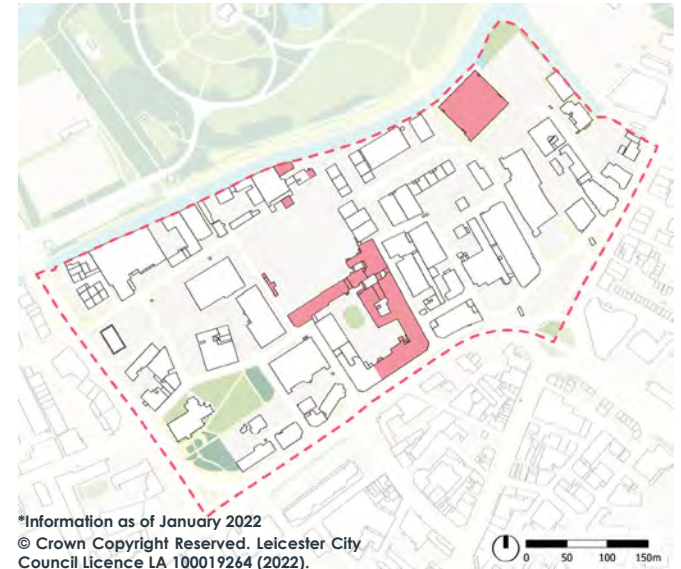 *Information as of January 2022
© Crown Copyright Reserved. Leicester City
Council Licence LA 100019264 (2022).
0 50 100 150m